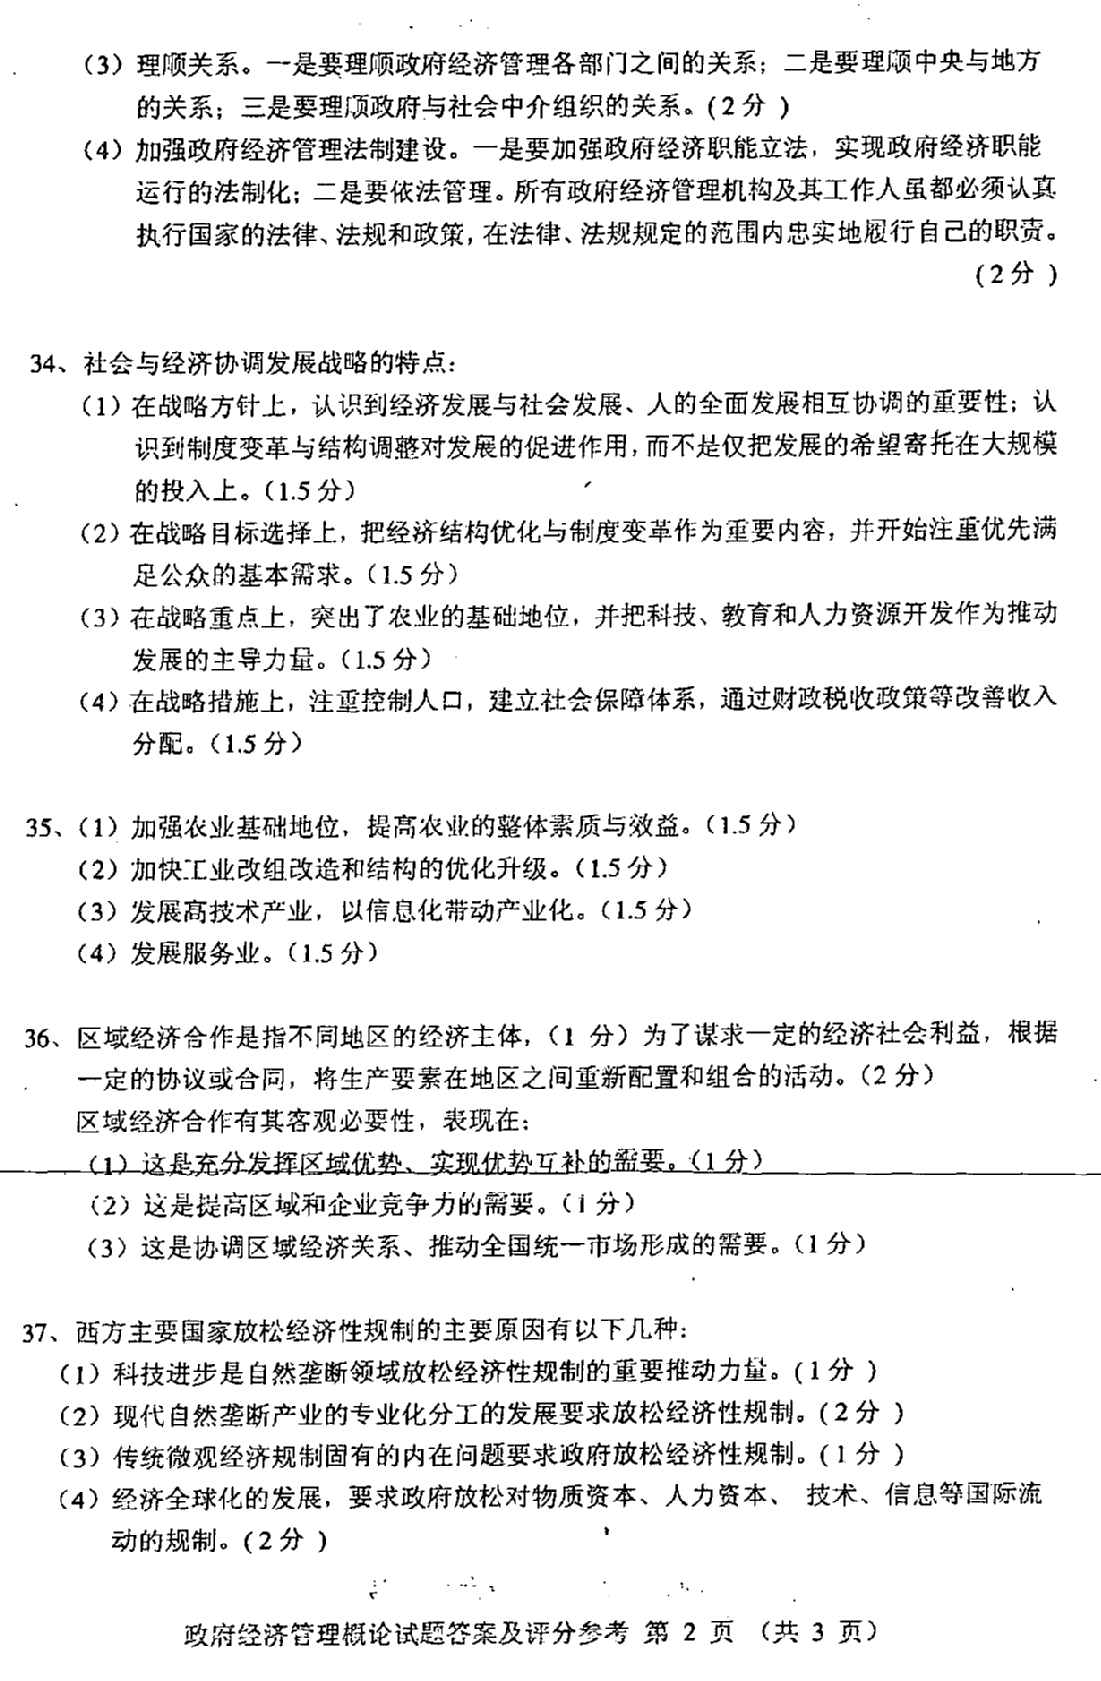 （3）理顺关系。一是要理顺政府经济管理各部门之间的关系；二是要理顺中央与地方
的关系；三是要理顺政府与社会中介组织的关系。(2分 )
（4）加强政府经济管理法制建设。一是要加强政府经济职能立法，实现政府经济职能
运行的法制化；二是要依法管理。所有政府经济管理机构及其工作人虽都必须认真
执行国家的法律、法规和政策，在法律、法规规定的范围内忠实地履行自己的职责。
(2分 )
34、社会与经济协调发展战略的特点：
（1）在战略方针上，认识到经济发展与社会发展、人的全面发展相互协调的重要性；认
识到制度变革与结构调整对发展的促进作用，而不是仅把发展的希望寄托在大规模
的投入上。（1.5分）
（2）在战略目标选择上，把经济结构优化与制度变革作为重要内容，并开始注重优先满
足公众的基本需求。（1.5分）
（3）在战略重点上，突出了农业的基础地位，并把科技、教育和人力资源开发作为推动
发展的主导力量。（1.5分）
（4）在战略措施上，注重控制人口，建立社会保障体系，通过财政税收政策等改善收入
分配。（1.5分）
35、（1）加强农业基础地位，提高农业的整体素质与效益。（1.5分）
（2）加快工业改组改造和结构的优化升级。（1.5分）
（3）发展高技术产业，以信息化带动产业化。（1.5分）
（4）发展服务业。（1.5分）
36、区域经济合作是指不同地区的经济主体，（1 分）为了谋求一定的经济社会利益，根据
一定的协议或合同，将生产要素在地区之间重新配置和组合的活动。（2分）
区域经济合作有其客观必要性，表现在：
（1）这是充分发挥区域优势、实现优势互补的需要。（1分）
（2）这是提高区域和企业竞争力的需要。（1分）
（3）这是协调区域经济关系、推动全国统一市场形成的需要。（1分）
37、西方主要国家放松经济性规制的主要原因有以下几种：
（1）科技进步是自然垄断领域放松经济性规制的重要推动力量。(1分 )
（2）现代自然垄断产业的专业化分工的发展要求放松经济性规制。(2分 )
（3）传统微观经济规制固有的内在问题要求政府放松经济性规制。(1分 )
（4）经济全球化的发展，要求政府放松对物质资本、人力资本、 技术、信息等国际流
动的规制。(2分 )
政府经济管理概论试题答案及评分参考 第 2 页 （共 3 页）